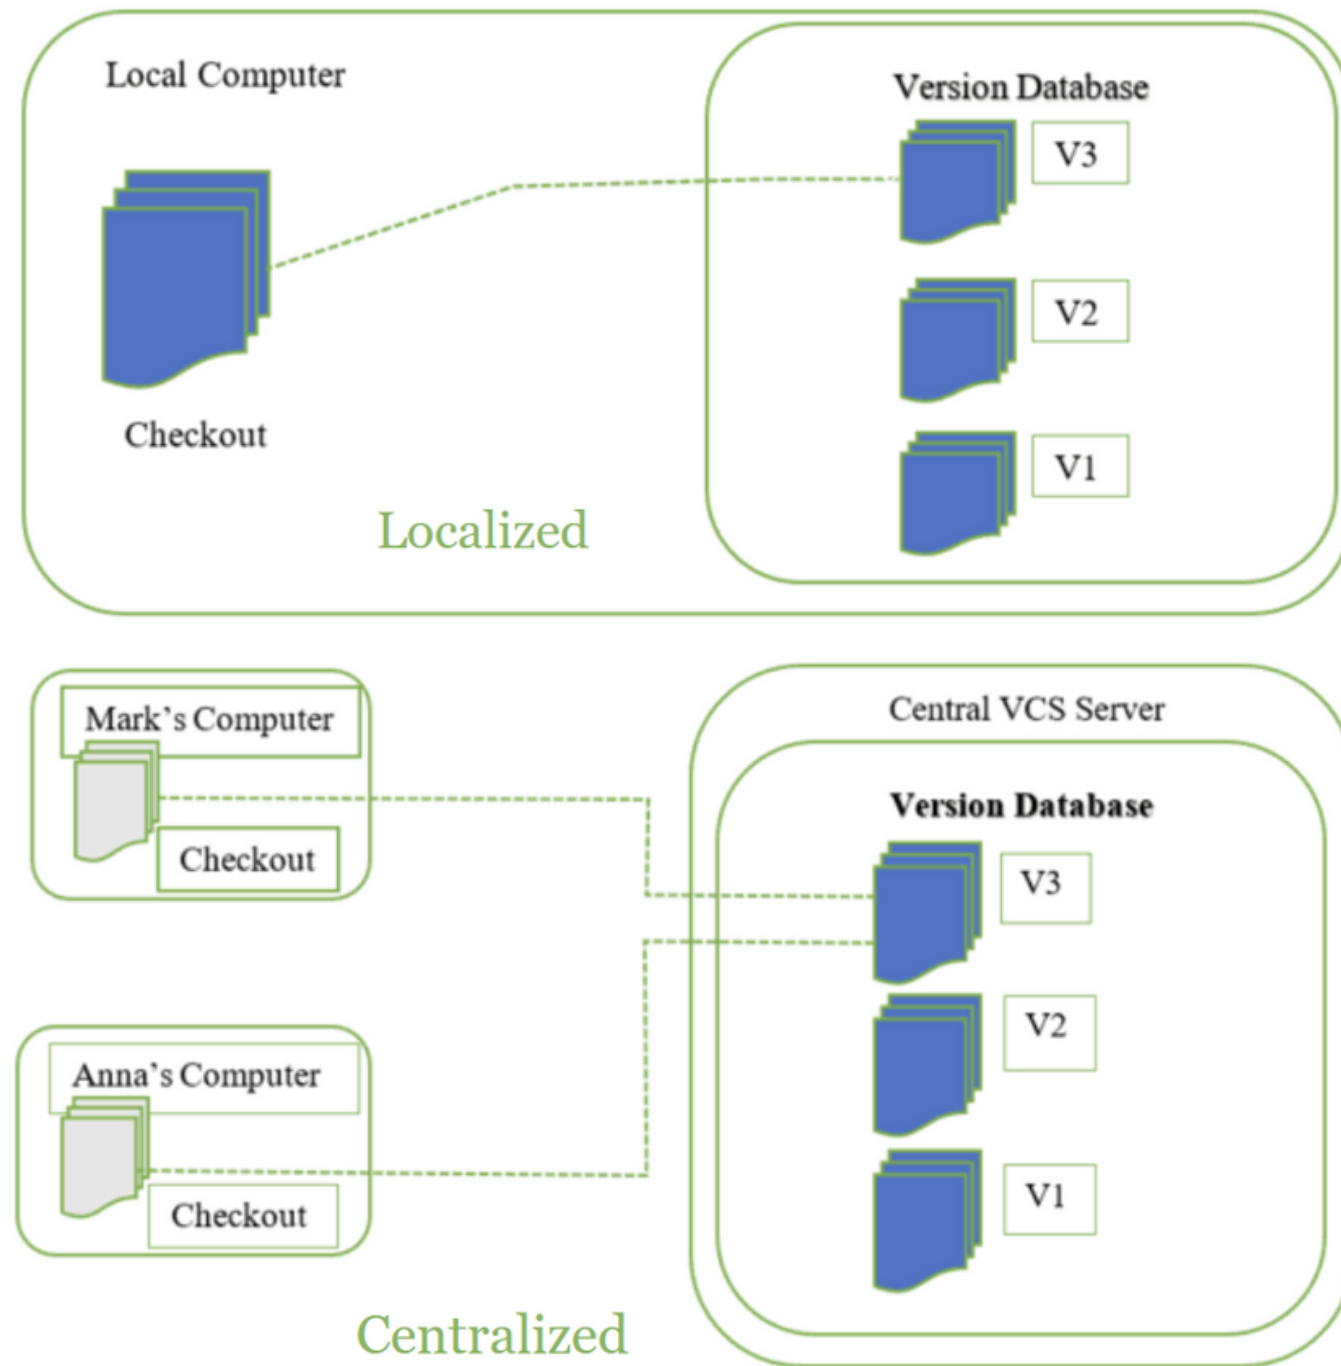 Local Computer
Version Database
V3
V2
V1
Checkout
Localized
Mark's Computer
Checkout
Central VCS Server
Version Database
V3
V2
V1
Anna's Computer
Checkout
Centralized